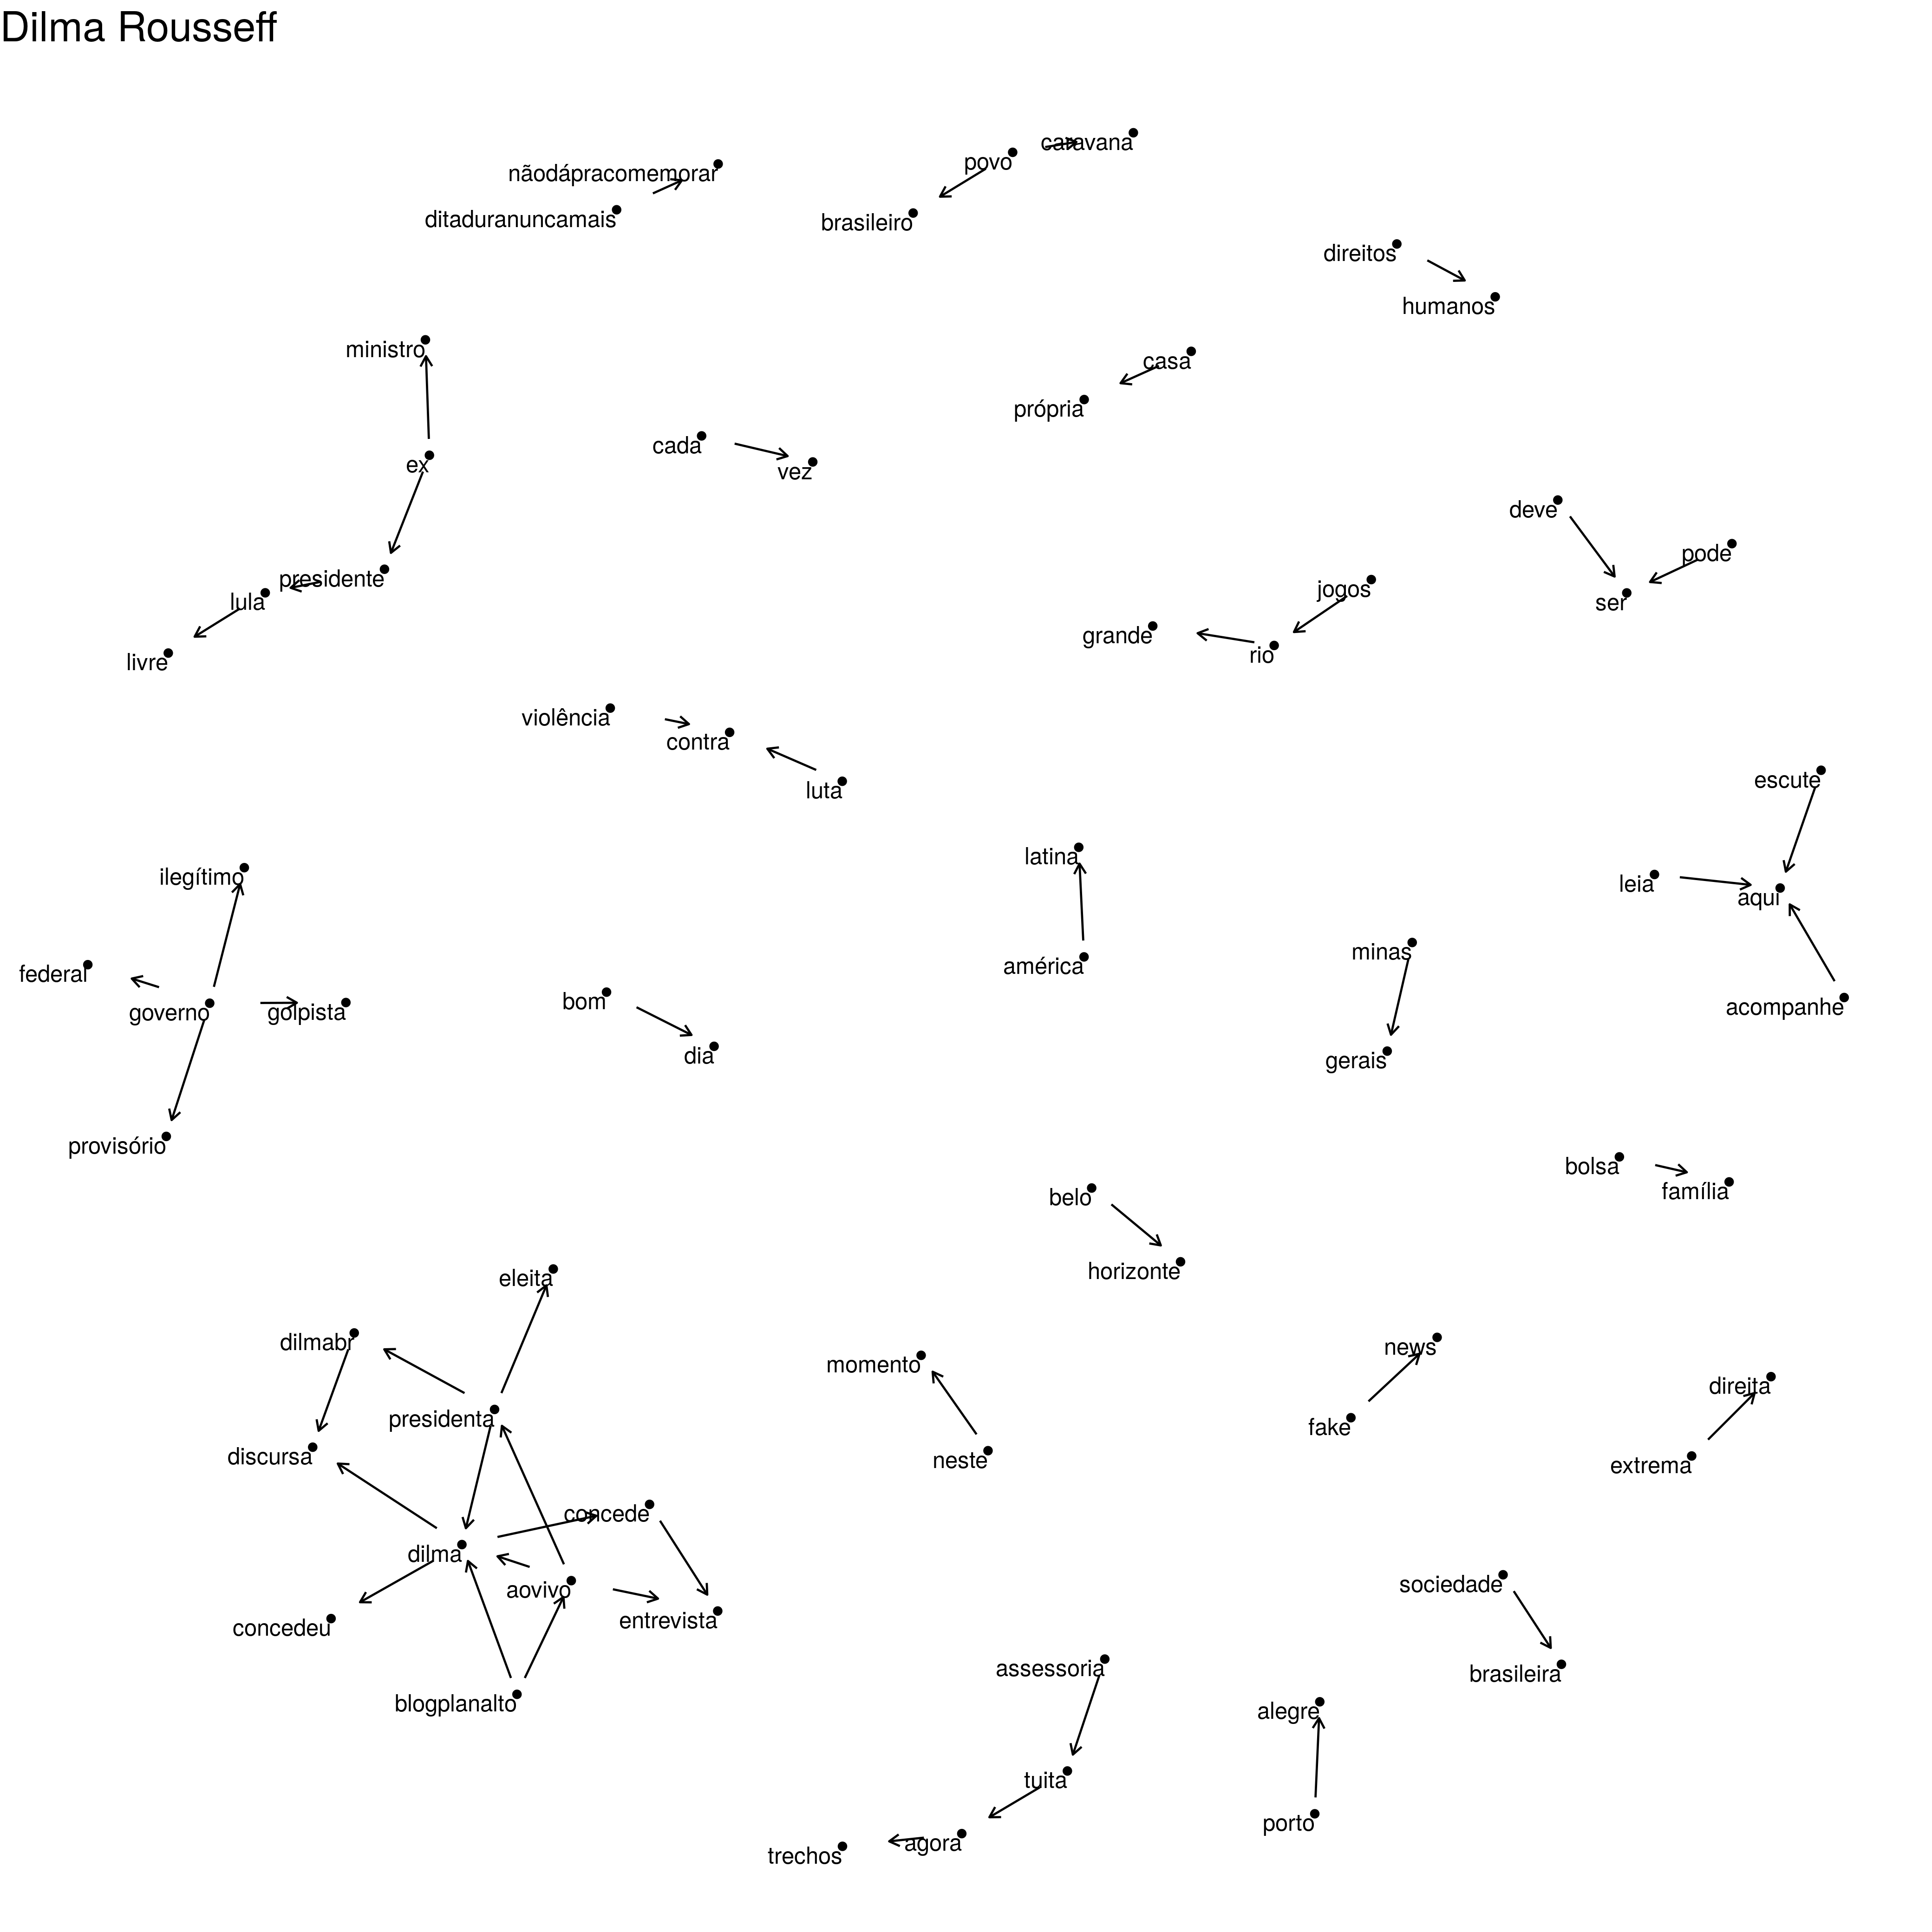 Dilma Rousseff
caravana
povo
nãodápracomemorar
ditaduranuncamais
brasileiro
direitos
humanos
ministro
casa
própria
cada
ex
vez
deve
pode
presidente
jogos
lula
ser
grande
rio
livre
violência
contra
escute
luta
latina
ilegítimo
leia
aqui
minas
américa
federal
bom
acompanhe
governo
golpista
dia
gerais
provisório
bolsa
família
belo
horizonte
eleita
dilmabr
news
momento
direita
presidenta
fake
discursa
neste
extrema
concede
dilma
sociedade
aovivo
entrevista
concedeu
assessoria
brasileira
blogplanalto
alegre
tuita
porto
agora
trechos